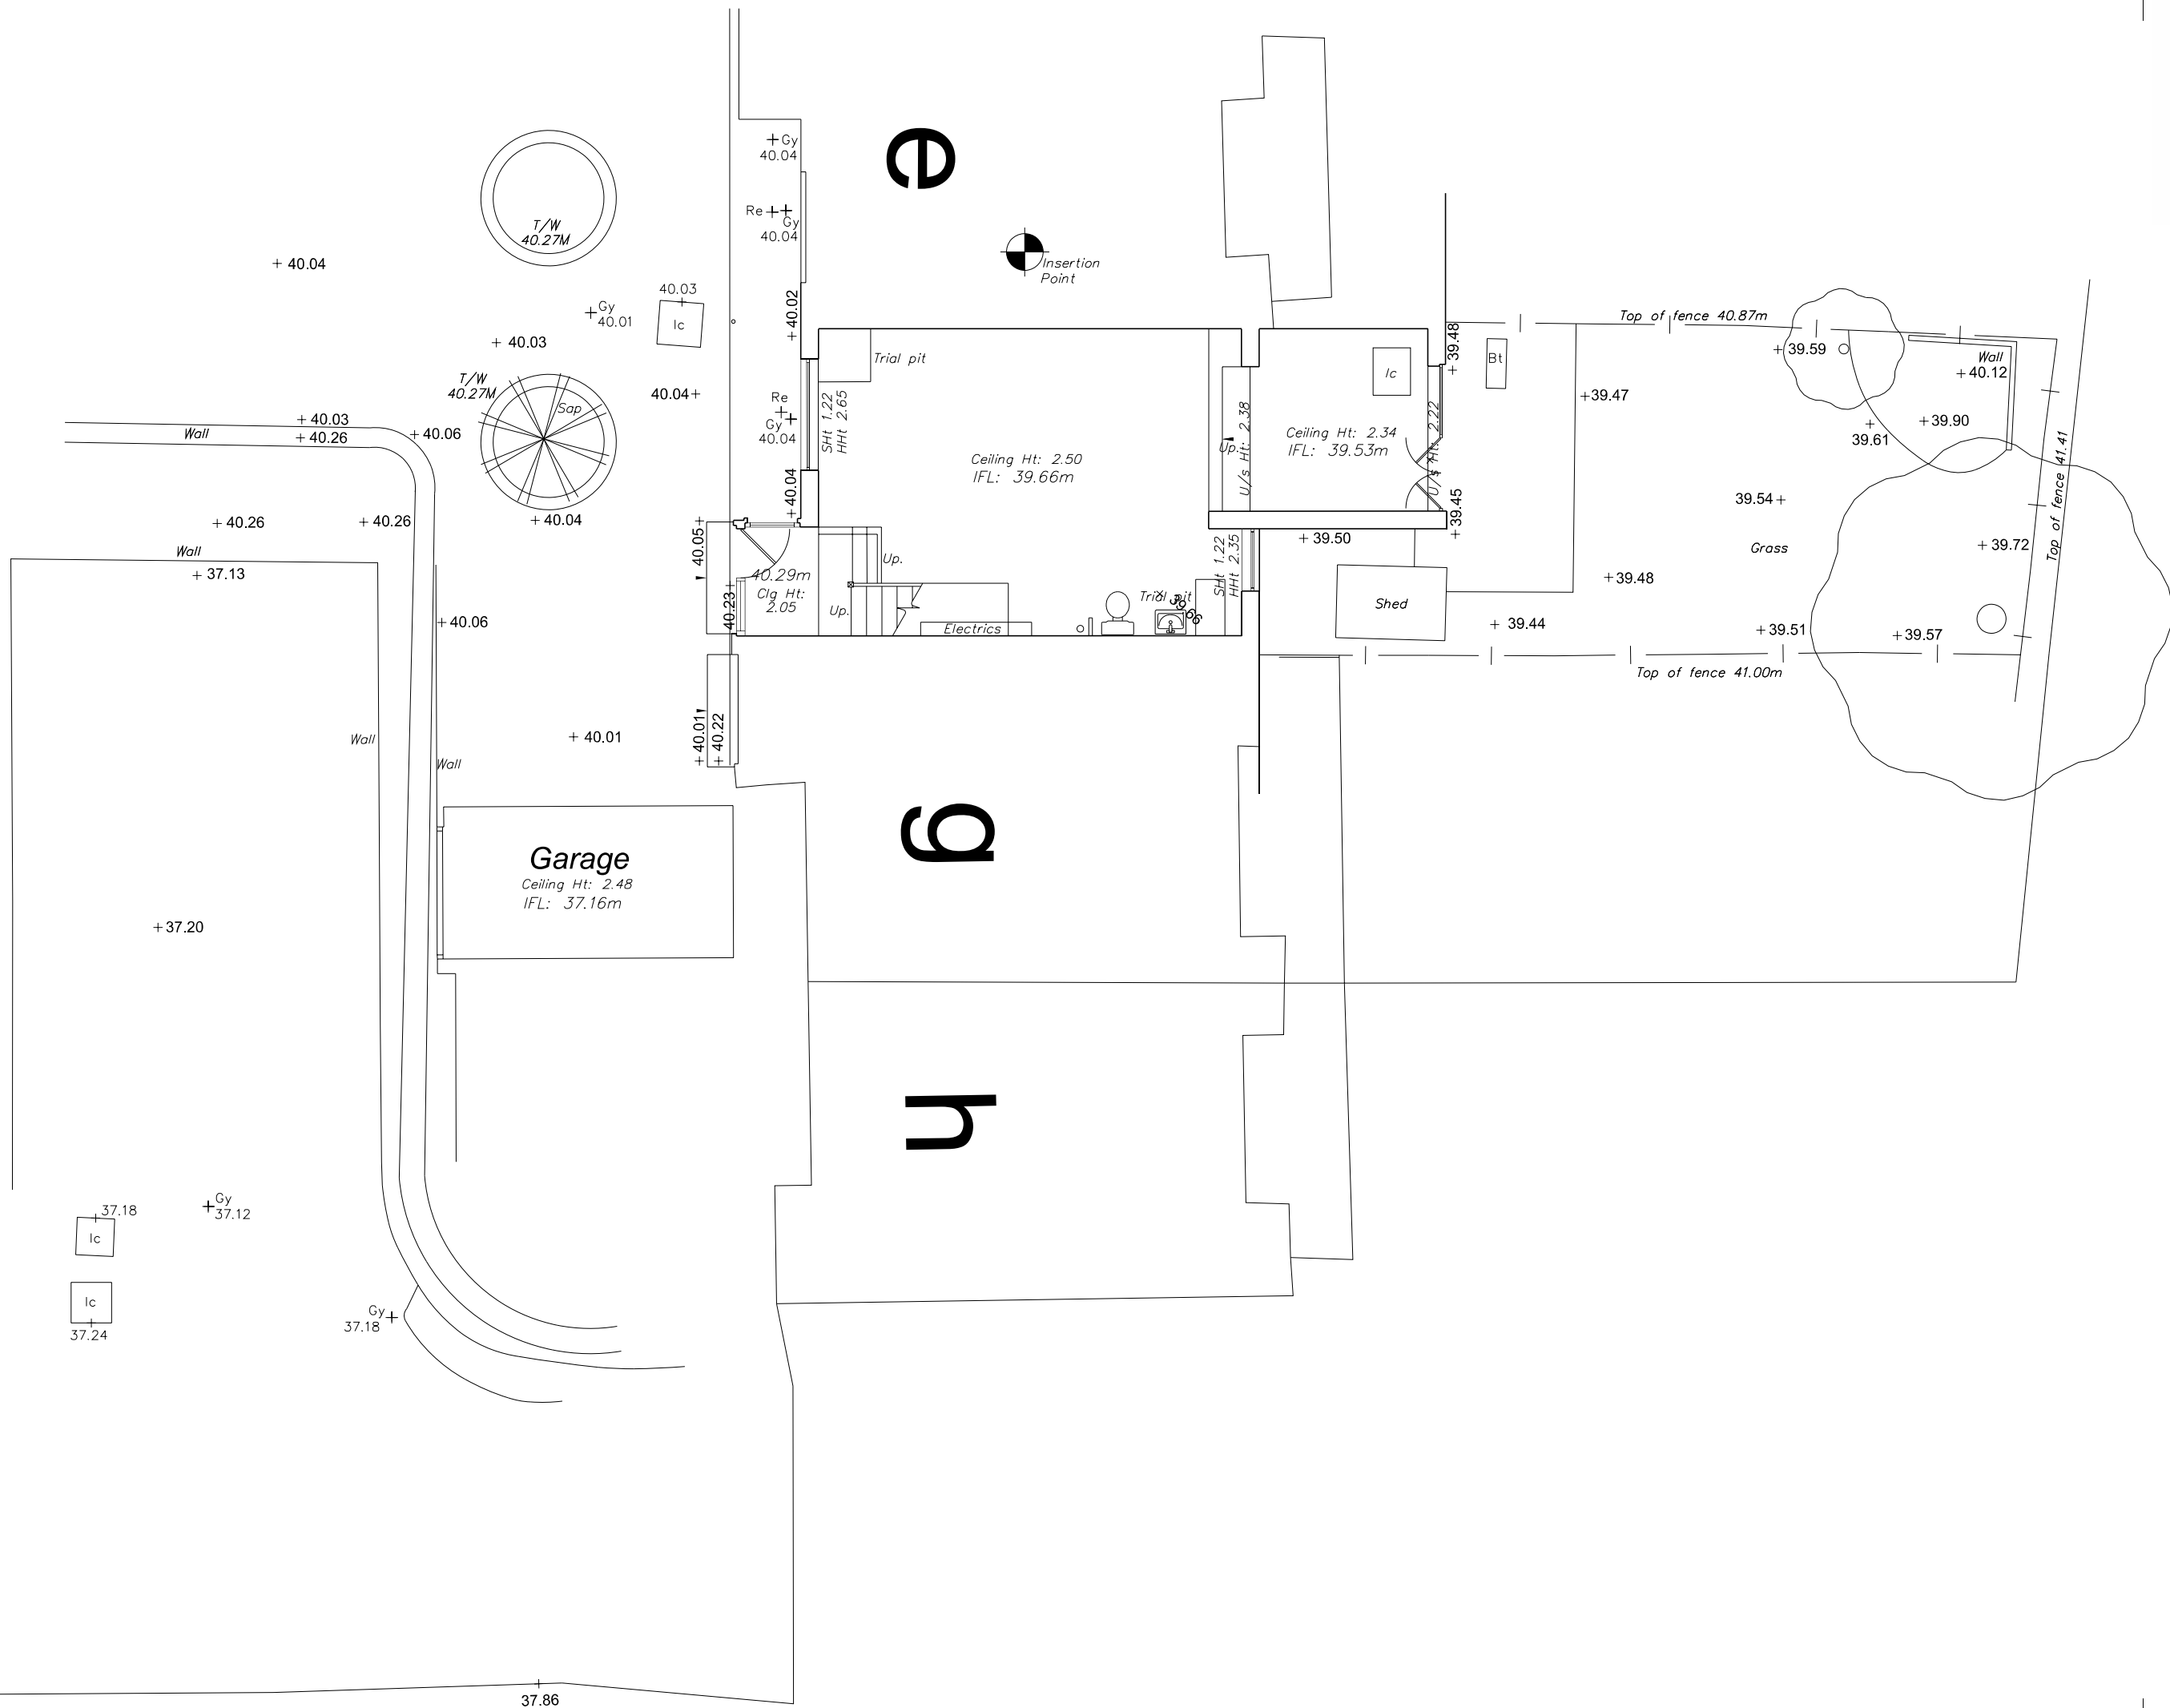 e
Gy
40.04
Re
Gy
40.04
T/W
40.27M
40.04
Insertion
Point
40.03
Ic
Gy
40.01
40.02
40.03
Top of fence 40.87m
39.48
Bt
39.59
Wall
40.12
Trial pit
Ic
T/W
40.27M
Sap
40.04
Re
Gy
40.04
SHt 1.22
HHt 2.65
39.47
39.90
39.61
40.03
Wall
40.26
40.06
Ceiling Ht: 2.50
IFL: 39.66m
Up.
U/s Ht: 2.38
Ceiling Ht: 2.34
IFL: 39.53m
U/s Ht: 2.22
Top of fence 41.41
40.04
39.54
39.45
40.26
40.26
40.04
40.05
39.50
Grass
39.72
Wall
37.13
Up.
40.29m
Clg Ht:
2.05
40.23
Up.
SHt 1.22
HHt 2.35
Trial pit
39.66
39.48
Shed
Electrics
40.06
39.44
39.51
39.57
Top of fence 41.00m
Wall
Wall
40.01
40.01
40.22
g
Garage
Ceiling Ht: 2.48
IFL: 37.16m
37.20
h
37.18
Ic
Gy
37.12
Ic
37.24
Gy
37.18
37.86